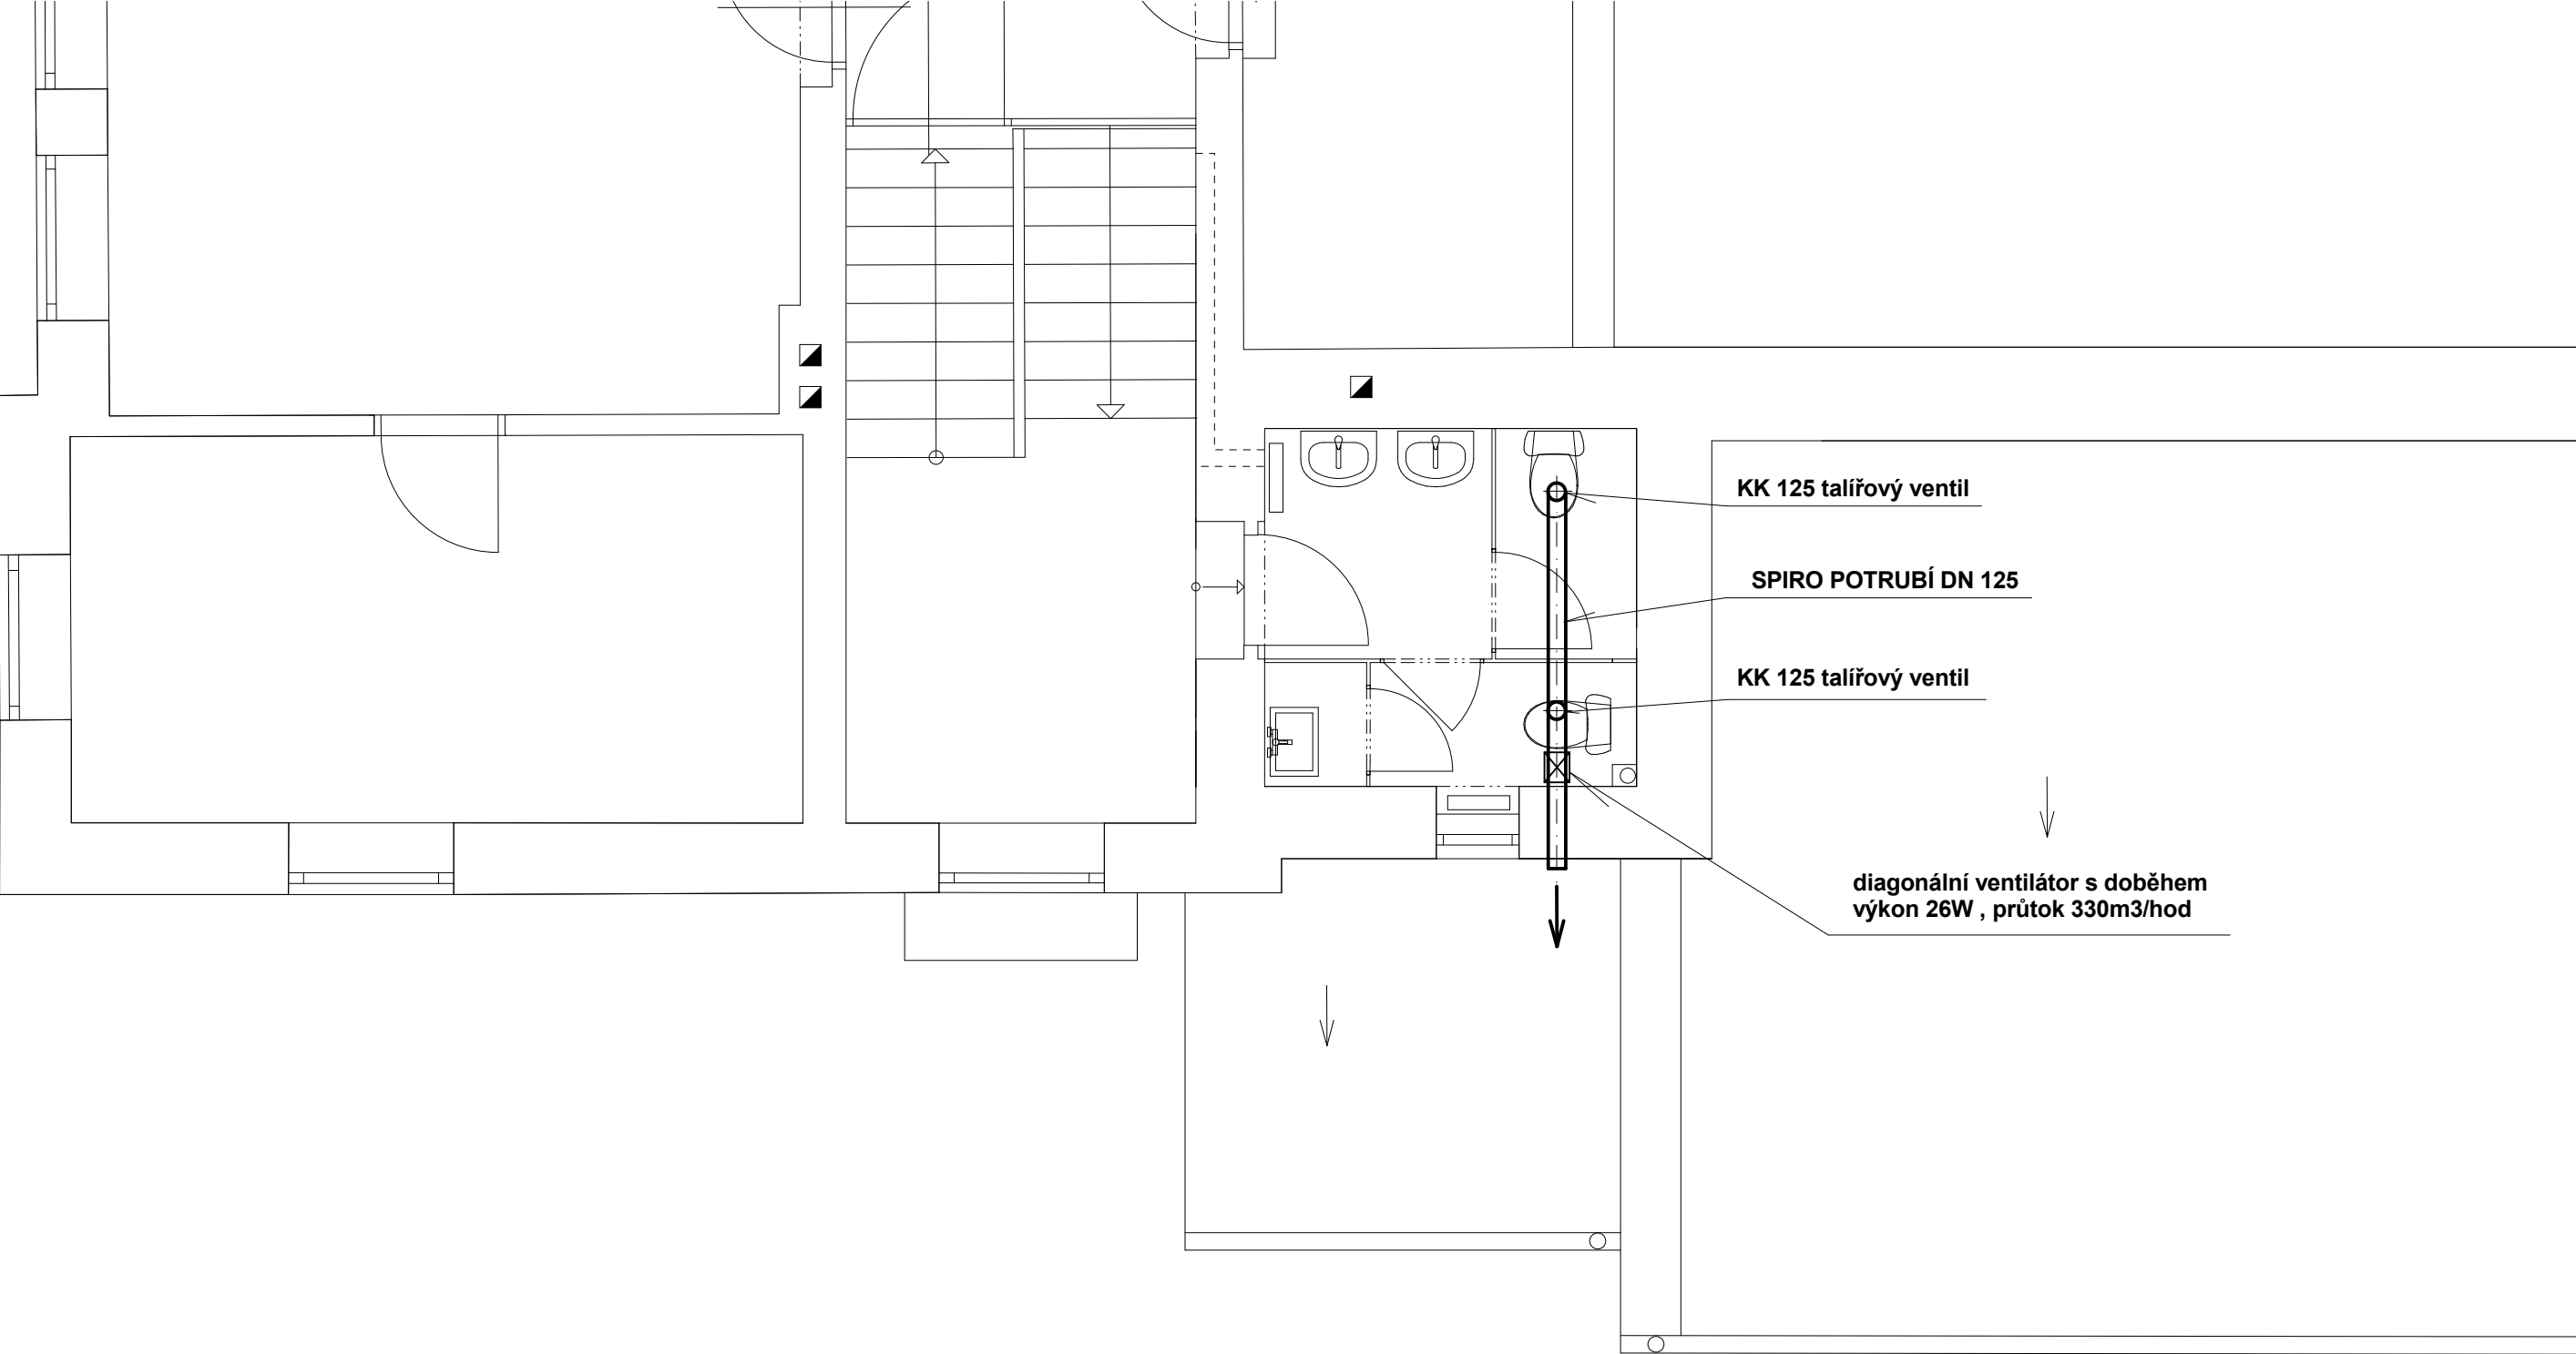 KK 125 talířový ventil
SPIRO POTRUBÍ DN 125
KK 125 talířový ventil
diagonální ventilátor s doběhem
výkon 26W , průtok 330m3/hod